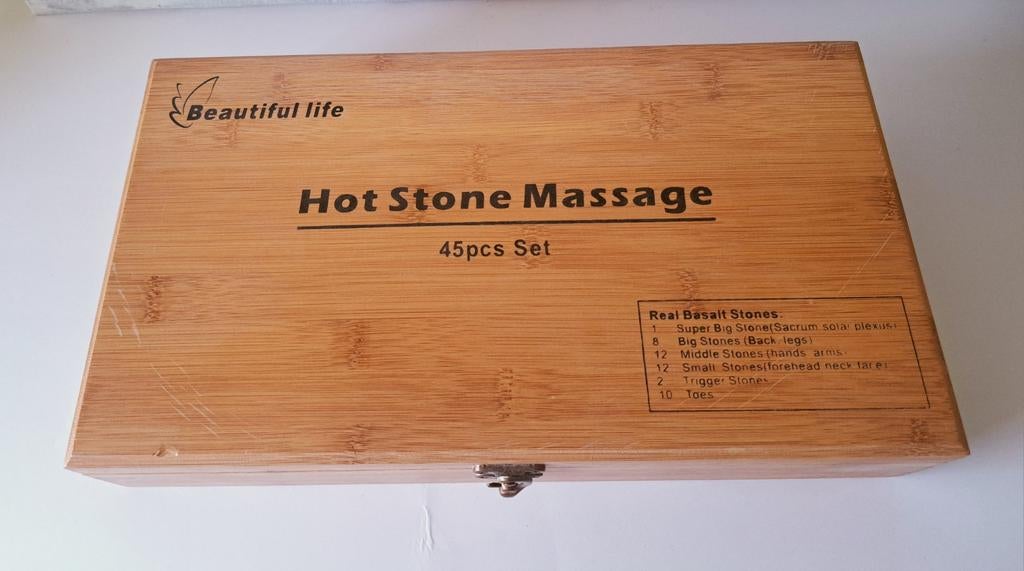 Beautiful life
Hot Stone Massage
45pcs Set
Real Basalt Stones:
1 Super Big Stone(Sacrum solar plexus)
8 Big Stones (Back, legs)
12 Middle Stones (hands, arms.
12 Small Stones(forehead neck face)
2 Trigger Stones
10 Toes